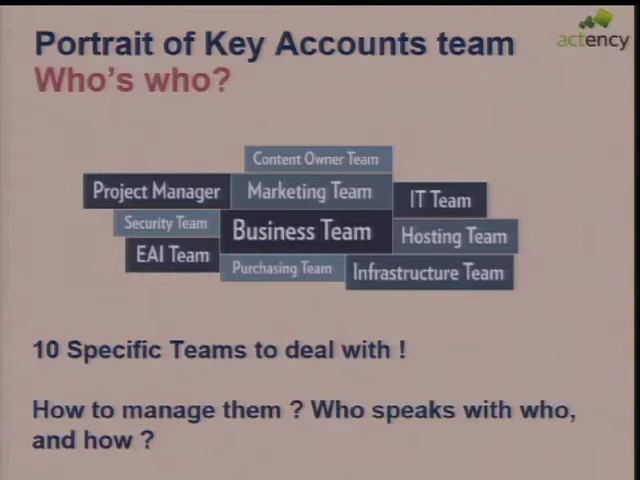 Portrait of Key Accounts team
Who's who?
actency
Content Owner Team
Project Manager
Marketing Team
IT Team
Security Team
Business Team
Hosting Team
EAI Team
Purchasing Team
Infrastructure Team
10 Specific Teams to deal with !
How to manage them ? Who speaks with who,
and how ?